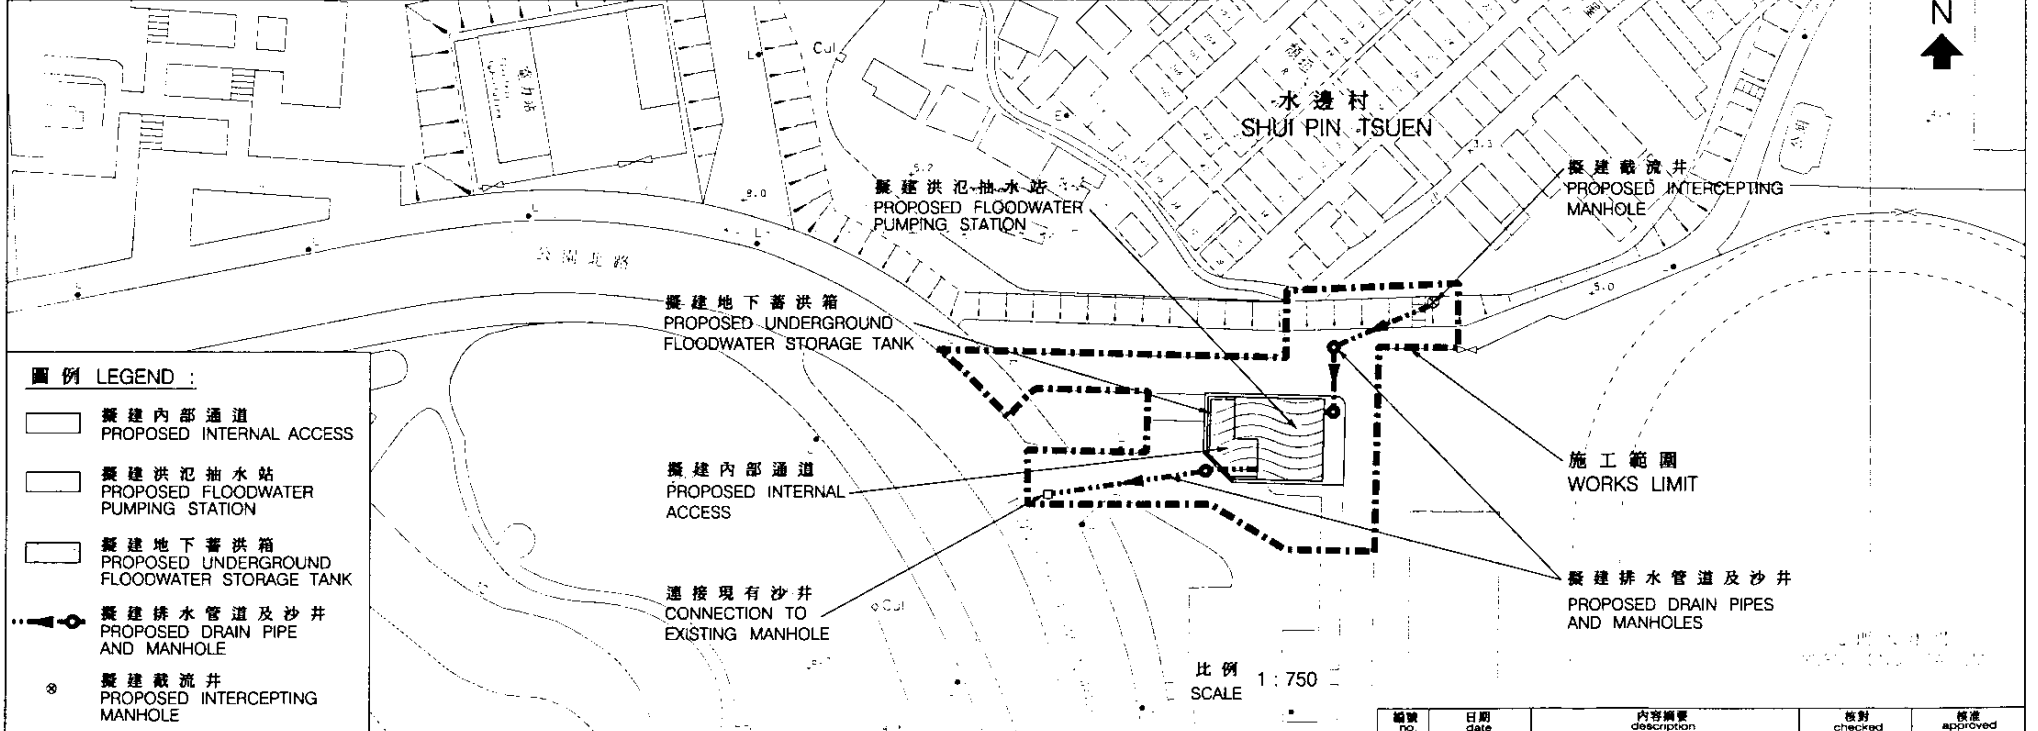 N
Cul
水邊村
SHUI PIN TSUEN
擬建截流井
PROPOSED INTERCEPTING
MANHOLE
5.2
3.3
擬建洪氾抽水站
PROPOSED FLOODWATER
PUMPING STATION
公園北路
擬建地下蓄洪箱
PROPOSED UNDERGROUND
FLOODWATER STORAGE TANK
5.0
圖例 LEGEND :
擬建內部通道
PROPOSED INTERNAL ACCESS
擬建洪氾抽水站
PROPOSED FLOODWATER
PUMPING STATION
擬建地下蓄洪箱
PROPOSED UNDERGROUND
FLOODWATER STORAGE TANK
擬建排水管道及沙井
PROPOSED DRAIN PIPE
AND MANHOLE
擬建截流井
PROPOSED INTERCEPTING
MANHOLE
擬建內部通道
PROPOSED INTERNAL
ACCESS
施工範圍
WORKS LIMIT
連接現有沙井
CONNECTION TO
EXISTING MANHOLE
Cul
擬建排水管道及沙井
PROPOSED DRAIN PIPES
AND MANHOLES
比例
SCALE 1 : 750
編號 日期 內容摘要 核對 核准
no. date description checked approved